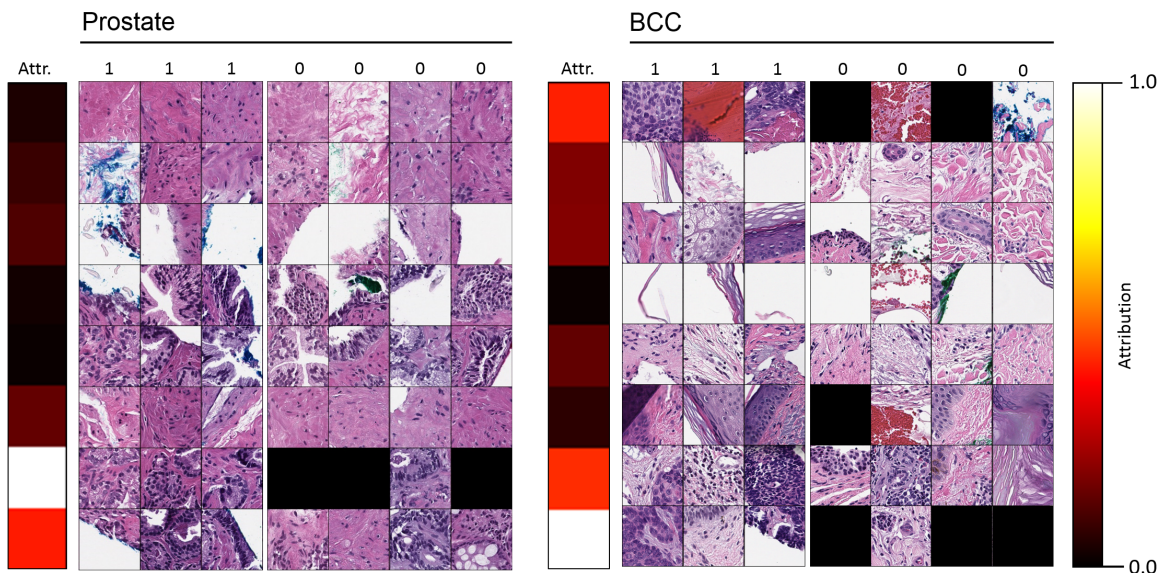 Prostate
BCC
Attr. 1 1 1 0 0 0 0
Attr. 1 1 1 0 0 0 0
1.0
Attribution
0.0